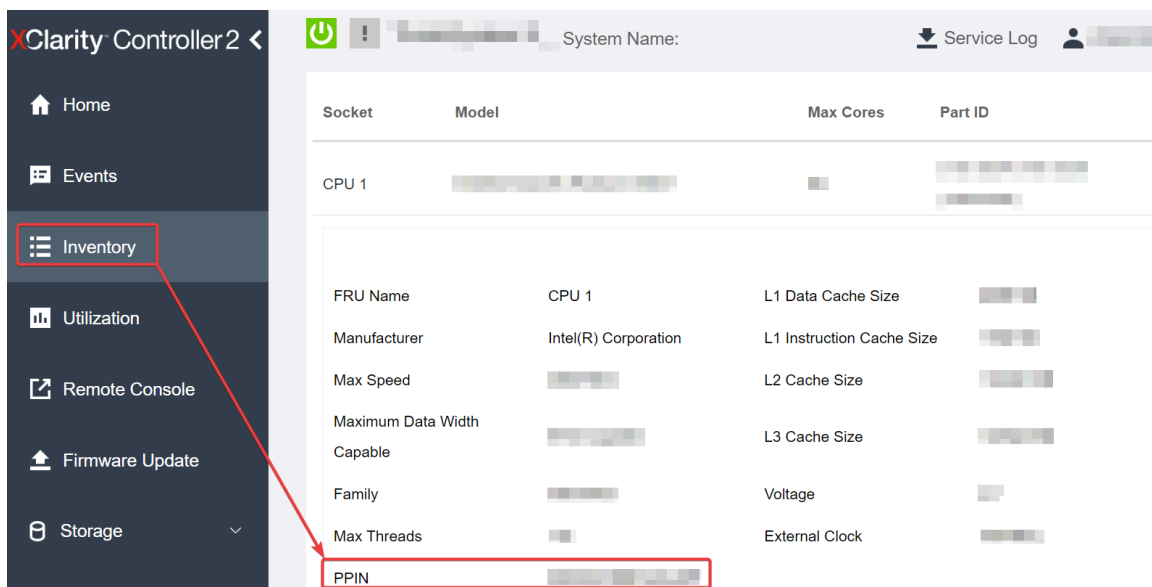 XClarity Controller 2
System Name:
Service Log
Home
Events
Inventory
Utilization
Remote Console
Firmware Update
Storage
Socket Model Max Cores Part ID
CPU 1
FRU Name CPU 1 L1 Data Cache Size
Manufacturer Intel(R) Corporation L1 Instruction Cache Size
Max Speed L2 Cache Size
Maximum Data Width
Capable
L3 Cache Size
Family Voltage
Max Threads External Clock
PPIN